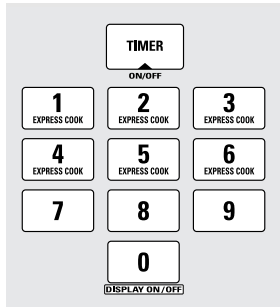 TIMER
ON/OFF
1 2 3
EXPRESS COOK EXPRESS COOK EXPRESS COOK
4 5 6
EXPRESS COOK EXPRESS COOK EXPRESS COOK
7 8 9
0
DISPLAY ON/OFF